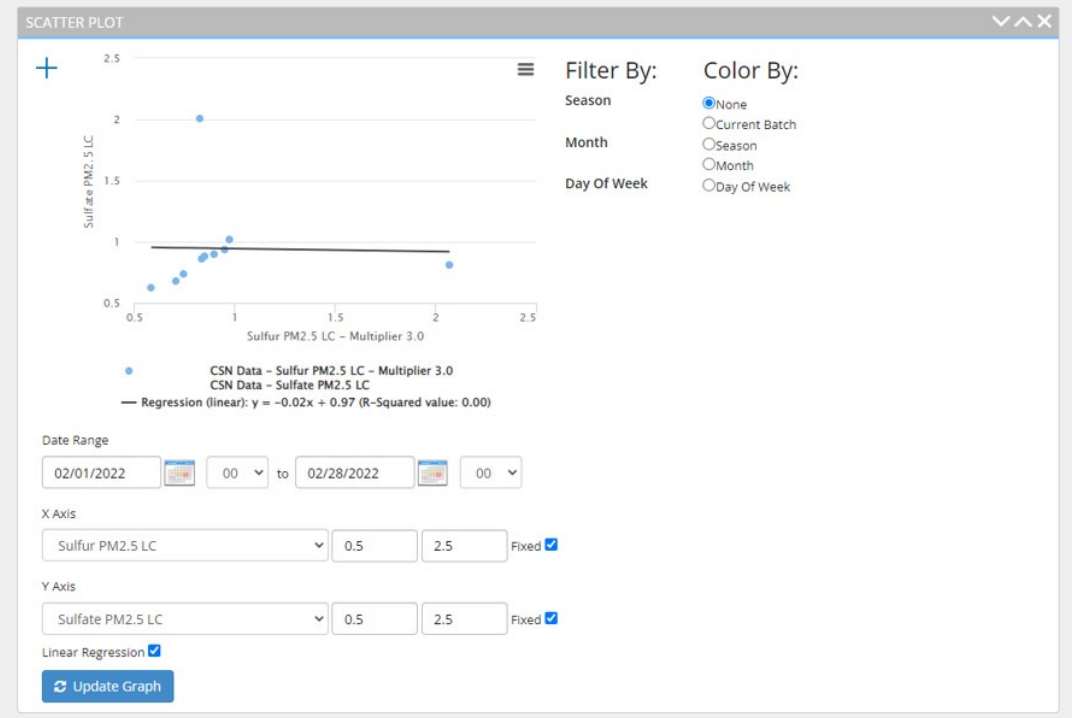 SCATTER PLOT
2.5
2
1.5
1
0.5
Sulfate PM2.5 LC
0.5
1
1.5
2
2.5
Sulfur PM2.5 LC - Multiplier 3.0
CSN Data - Sulfur PM2.5 LC - Multiplier 3.0
CSN Data - Sulfate PM2.5 LC
Regression (linear): y = -0.02x + 0.97 (R-Squared value: 0.00)
Filter By:
Season
Month
Day Of Week
Color By:
None
Current Batch
Season
Month
Day Of Week
Date Range
02/01/2022 00 to 02/28/2022 00
X Axis
Sulfur PM2.5 LC 0.5 2.5 Fixed
Y Axis
Sulfate PM2.5 LC 0.5 2.5 Fixed
Linear Regression
Update Graph